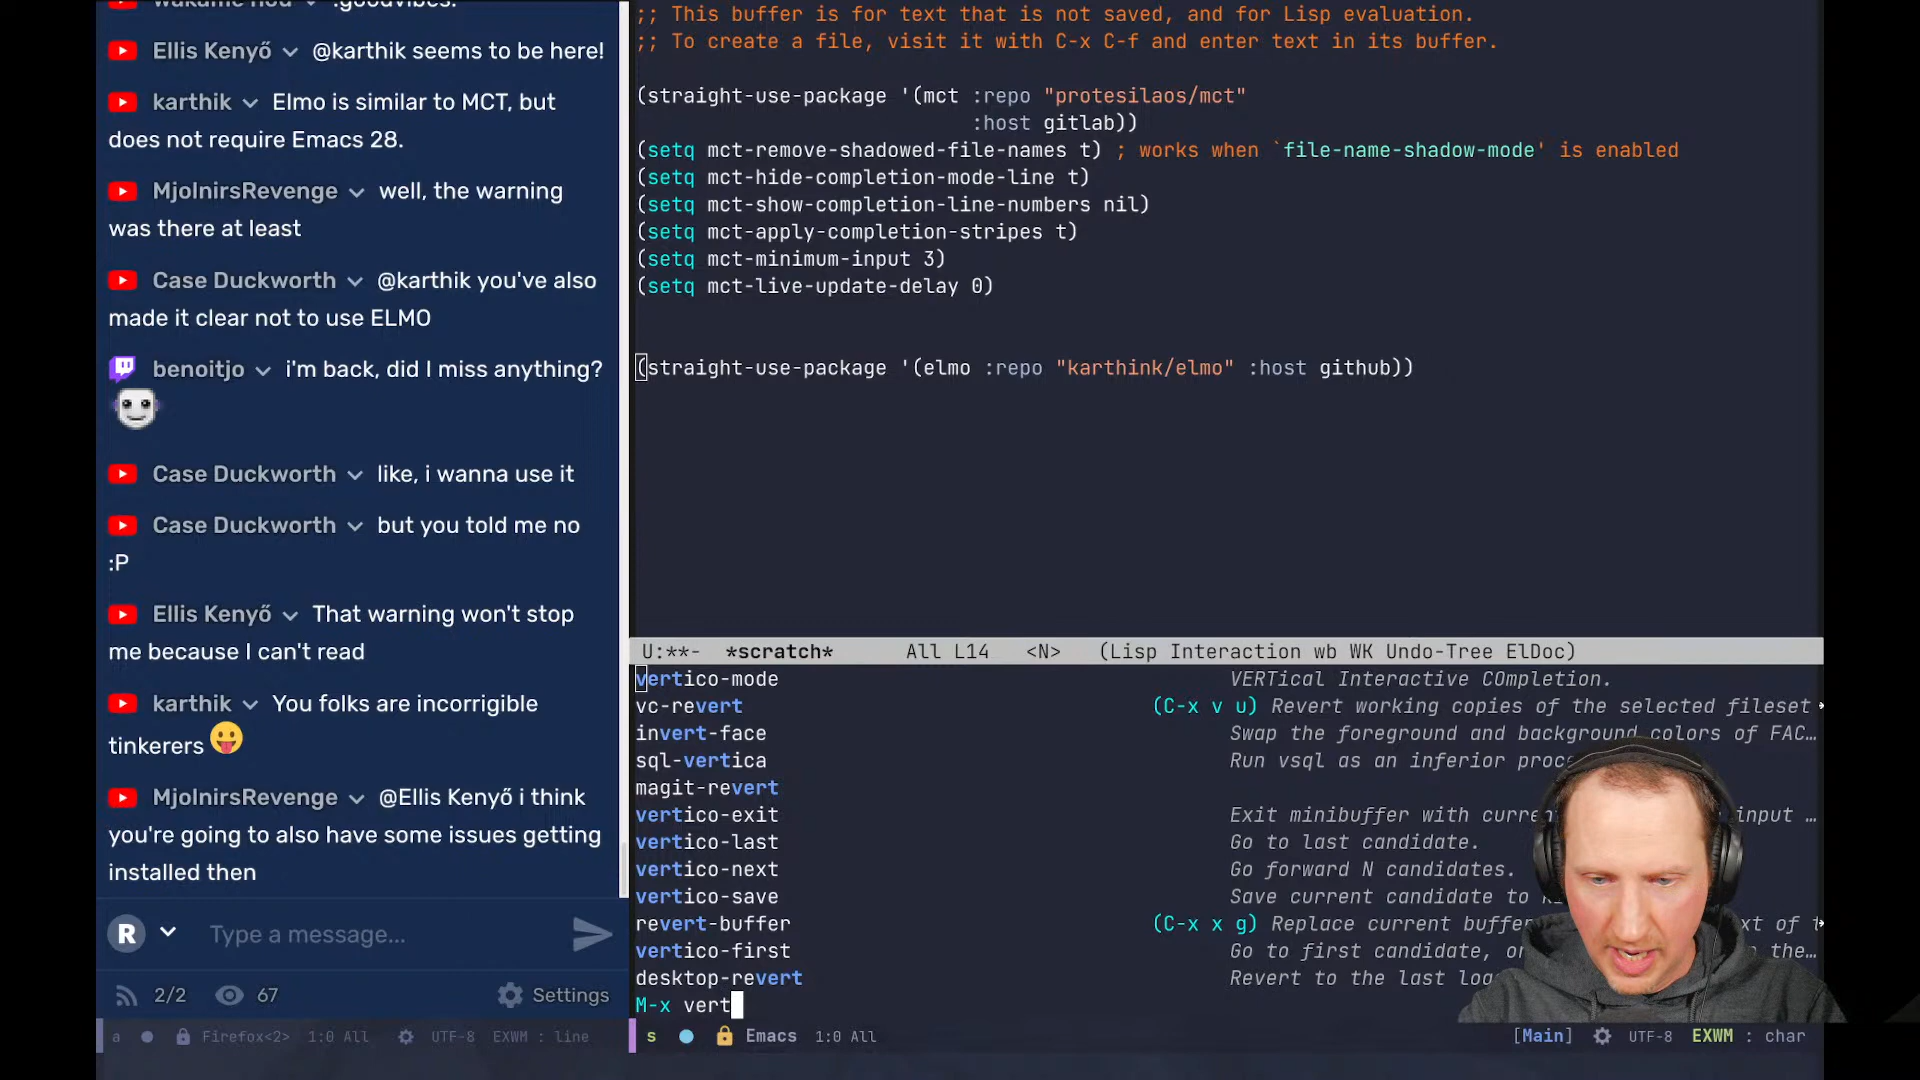 Ellis Kenyő @karthik seems to be here!
karthik Elmo is similar to MCT, but
does not require Emacs 28.
MjolnirsRevenge well, the warning
was there at least
Case Duckworth @karthik you've also
made it clear not to use ELMO
benoitjo i'm back, did I miss anything?
Case Duckworth like, i wanna use it
Case Duckworth but you told me no
:P
Ellis Kenyő That warning won't stop
me because I can't read
karthik You folks are incorrigible
tinkerers
MjolnirsRevenge @Ellis Kenyő i think
you're going to also have some issues getting
installed then
R Type a message...
2/2 67 Settings
a Firefox<2> 1:0 All UTF-8 EXWM : line
;; This buffer is for text that is not saved, and for Lisp evaluation.
;; To create a file, visit it with C-x C-f and enter text in its buffer.
(straight-use-package '(mct :repo "protesilaos/mct"
:host gitlab))
(setq mct-remove-shadowed-file-names t) ; works when `file-name-shadow-mode' is enabled
(setq mct-hide-completion-mode-line t)
(setq mct-show-completion-line-numbers nil)
(setq mct-apply-completion-stripes t)
(setq mct-minimum-input 3)
(setq mct-live-update-delay 0)
(straight-use-package '(elmo :repo "karthink/elmo" :host github))
U:**- *scratch* All L14 <N> (Lisp Interaction wb WK Undo-Tree ElDoc)
vertico-mode VERTical Interactive COmpletion.
vc-revert (C-x v u) Revert working copies of the selected fileset
invert-face Swap the foreground and background colors of FAC…
sql-vertica Run vsql as an inferior
magit-revert
vertico-exit Exit minibuffer with input …
vertico-last Go to last candidate.
vertico-next Go forward N candidates.
vertico-save Save current candidate to
revert-buffer (C-x x g) Replace current of t
vertico-first Go to first candidate, the…
desktop-revert Revert to the last
M-x vert
s Emacs 1:0 All [Main] UTF-8 EXWM : char